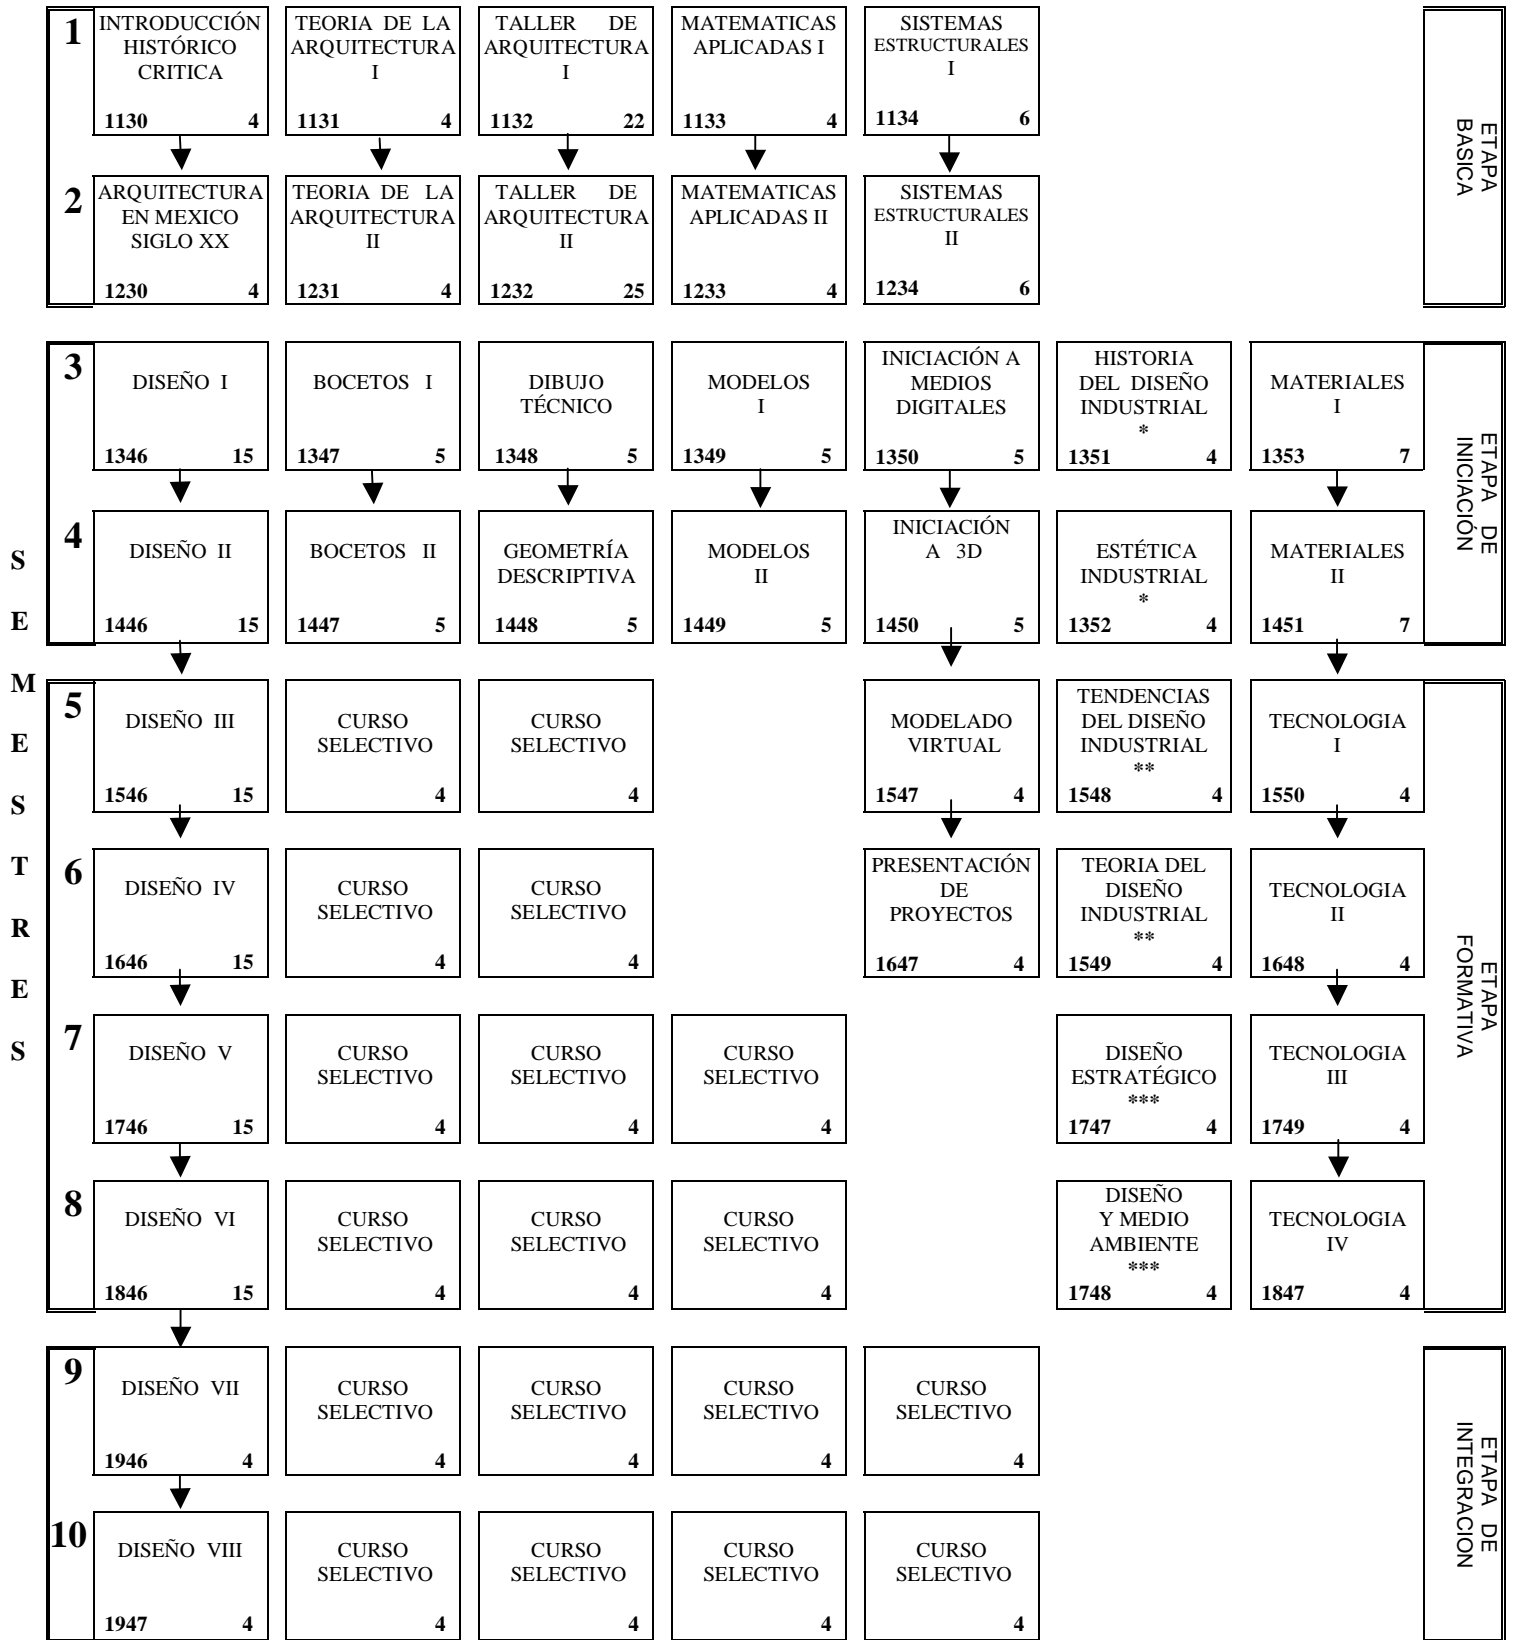 1
INTRODUCCIÓN
HISTÓRICO
CRITICA
1130 4
TEORIA DE LA
ARQUITECTURA
I
1131 4
TALLER DE
ARQUITECTURA
I
1132 22
MATEMATICAS
APLICADAS I
1133 4
SISTEMAS
ESTRUCTURALES
I
1134 6
2
ARQUITECTURA
EN MEXICO
SIGLO XX
1230 4
TEORIA DE LA
ARQUITECTURA
II
1231 4
TALLER DE
ARQUITECTURA
II
1232 25
MATEMATICAS
APLICADAS II
1233 4
SISTEMAS
ESTRUCTURALES
II
1234 6
ETAPA
BASICA
3
DISEÑO I
1346 15
BOCETOS I
1347 5
DIBUJO
TÉCNICO
1348 5
MODELOS
I
1349 5
INICIACIÓN A
MEDIOS
DIGITALES
1350 5
HISTORIA
DEL DISEÑO
INDUSTRIAL
*
1351 4
MATERIALES
I
1353 7
4
DISEÑO II
1446 15
BOCETOS II
1447 5
GEOMETRÍA
DESCRIPTIVA
1448 5
MODELOS
II
1449 5
INICIACIÓN
A 3D
1450 5
ESTÉTICA
INDUSTRIAL
*
1352 4
MATERIALES
II
1451 7
ETAPA DE
INICIACIÓN
S
E
M
E
S
T
R
E
S
5
DISEÑO III
1546 15
CURSO
SELECTIVO
4
CURSO
SELECTIVO
4
MODELADO
VIRTUAL
1547 4
TENDENCIAS
DEL DISEÑO
INDUSTRIAL
**
1548 4
TECNOLOGIA
I
1550 4
6
DISEÑO IV
1646 15
CURSO
SELECTIVO
4
CURSO
SELECTIVO
4
PRESENTACIÓN
DE
PROYECTOS
1647 4
TEORIA DEL
DISEÑO
INDUSTRIAL
**
1549 4
TECNOLOGIA
II
1648 4
7
DISEÑO V
1746 15
CURSO
SELECTIVO
4
CURSO
SELECTIVO
4
CURSO
SELECTIVO
4
DISEÑO
ESTRATÉGICO
***
1747 4
TECNOLOGIA
III
1749 4
8
DISEÑO VI
1846 15
CURSO
SELECTIVO
4
CURSO
SELECTIVO
4
CURSO
SELECTIVO
4
DISEÑO
Y MEDIO
AMBIENTE
***
1748 4
TECNOLOGIA
IV
1847 4
ETAPA
FORMATIVA
9
DISEÑO VII
1946 4
CURSO
SELECTIVO
4
CURSO
SELECTIVO
4
CURSO
SELECTIVO
4
CURSO
SELECTIVO
4
10
DISEÑO VIII
1947 4
CURSO
SELECTIVO
4
CURSO
SELECTIVO
4
CURSO
SELECTIVO
4
CURSO
SELECTIVO
4
ETAPA DE
INTEGRACION